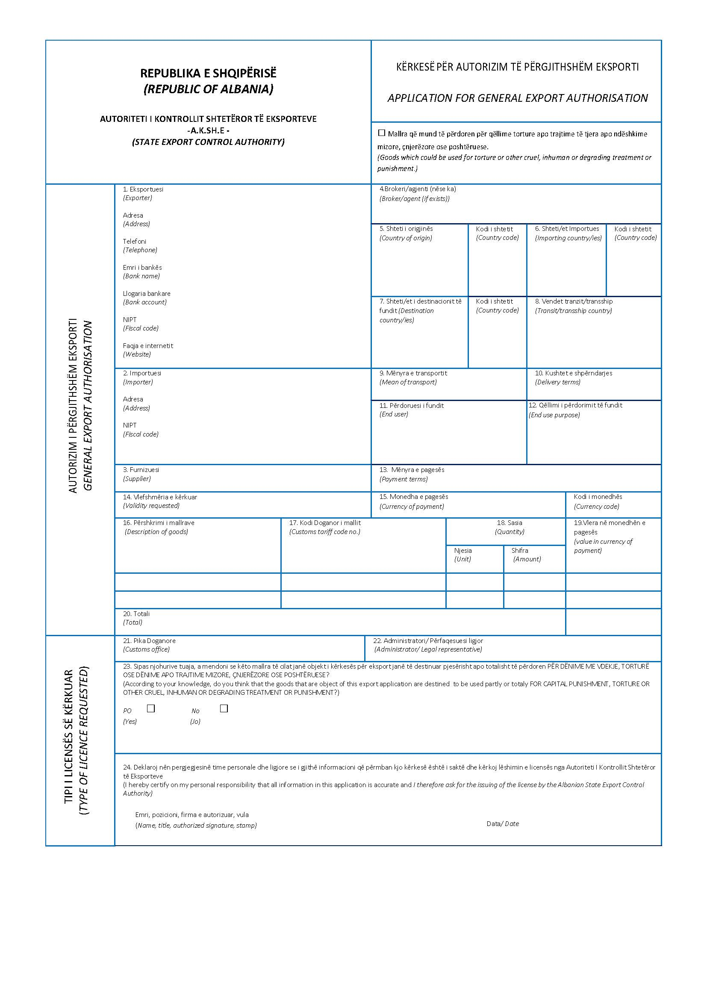 REPUBLIKA E SHQIPËRISË
(REPUBLIC OF ALBANIA)
AUTORITETI I KONTROLLIT SHTETËROR TË EKSPORTEVE
-A.K.SH.E -
(STATE EXPORT CONTROL AUTHORITY)
KËRKESË PËR AUTORIZIM TË PËRGJITHSHËM EKSPORTI
APPLICATION FOR GENERAL EXPORT AUTHORISATION
☐ Mallra që mund të përdoren për qëllime torture apo trajtime të tjera apo ndëshkime
mizore, çnjerëzore ose poshtëruese.
(Goods which could be used for torture or other cruel, inhuman or degrading treatment or
punishment.)
AUTORIZIM I PËRGJITHSHËM EKSPORTI
GENERAL EXPORT AUTHORISATION
1. Eksportuesi
(Exporter)
Adresa
(Address)
Telefoni
(Telephone)
Emri i bankës
(Bank name)
Llogaria bankare
(Bank account)
NIPT
(Fiscal code)
Faqja e internetit
(Website)
4.Brokeri/agjenti (nëse ka)
(Broker/agent (if exists))
5. Shteti i origjinës
(Country of origin)
Kodi i shtetit
(Country code)
6. Shteti/et Importues
(Importing country/ies)
Kodi i shtetit
(Country code)
7. Shteti/et i destinacionit të
fundit (Destination
country/ies)
Kodi i shtetit
(Country code)
8. Vendet tranzit/transship
(Transit/transship country)
2. Importuesi
(Importer)
Adresa
(Address)
NIPT
(Fiscal code)
9. Mënyra e transportit
(Mean of transport)
10. Kushtet e shpërndarjes
(Delivery terms)
11. Përdoruesi i fundit
(End user)
12. Qëllimi i përdorimit të fundit
(End use purpose)
3. Furnizuesi
(Supplier)
13. Mënyra e pagesës
(Payment terms)
14. Vlefshmëria e kërkuar
(Validity requested)
15. Monedha e pagesës
(Currency of payment)
Kodi i monedhës
(Currency code)
16. Përshkrimi i mallrave
(Description of goods)
17. Kodi Doganor i mallit
(Customs tariff code no.)
18. Sasia
(Quantity)
Njesia
(Unit)
Shifra
(Amount)
19.Vlera në monedhën e
pagesës
(value in currency of
payment)
20. Totali
(Total)
TIPI I LICENSËS SË KËRKUAR
(TYPE OF LICENCE REQUESTED)
21. Pika Doganore
(Customs office)
22. Administratori/ Përfaqesuesi ligjor
(Administrator/ Legal representative)
23. Sipas njohurive tuaja, a mendoni se këto mallra të cilat janë objekt i kërkesës për eksport janë të destinuar pjesërisht apo totalisht të përdoren PËR DËNIME ME VDEKJE, TORTURË
OSE DËNIME APO TRAJTIME MIZORE, ÇNJERËZORE OSE POSHTËRUESE?
(According to your knowledge, do you think that the goods that are object of this export application are destined to be used partly or totaly FOR CAPITAL PUNISHMENT, TORTURE OR
OTHER CRUEL, INHUMAN OR DEGRADING TREATMENT OR PUNISHMENT?)
PO ☐ No ☐
(Yes) (Jo)
24. Deklaroj nën pergjegjesinë time personale dhe ligjore se i gjithë informacioni që përmban kjo kërkesë është i saktë dhe kërkoj lëshimin e licensës nga Autoriteti I Kontrollit Shtetëror
të Eksporteve
(I hereby certify on my personal responsibility that all information in this application is accurate and I therefore ask for the issuing of the license by the Albanian State Export Control
Authority)
Emri, pozicioni, firma e autorizuar, vula
(Name, title, authorized signature, stamp)
Data/ Date